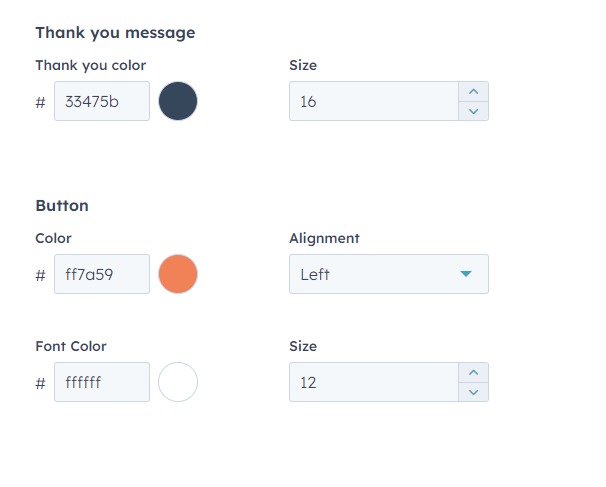 Thank you message
Thank you color
Size
# 33475b
16
Button
Color
Alignment
# ff7a59
Left
Font Color
Size
# ffffff
12